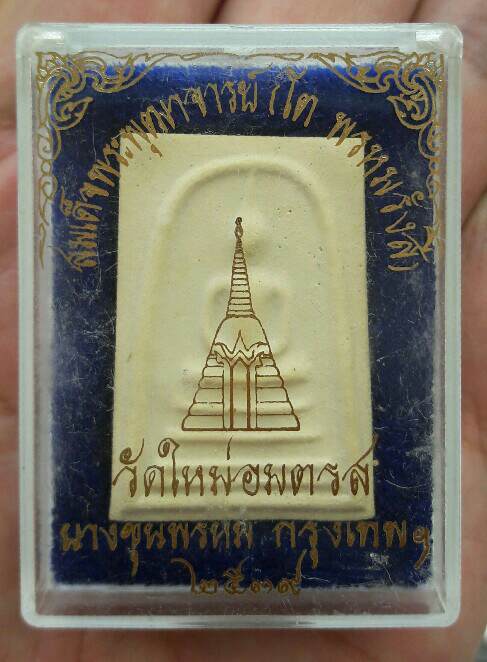 สมเด็จพระพุฒาจารย์ (โต พรหมรังสี)
วัดใหม่อมตรส
บางขุนพรหม กรุงเทพฯ
๒๕๓๙